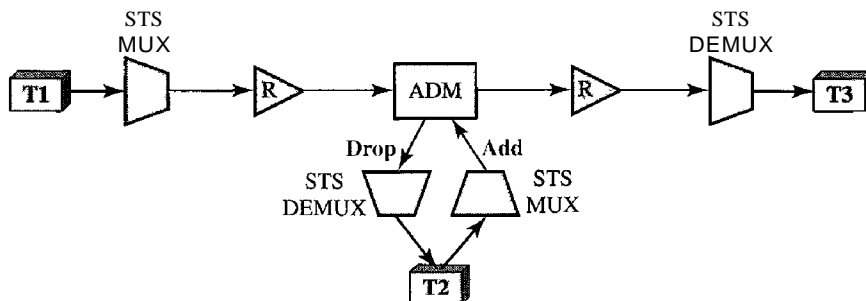 STS
MUX
STS
DEMUX
T1
R
ADM
R
T3
Drop
Add
STS
DEMUX
STS
MUX
T2